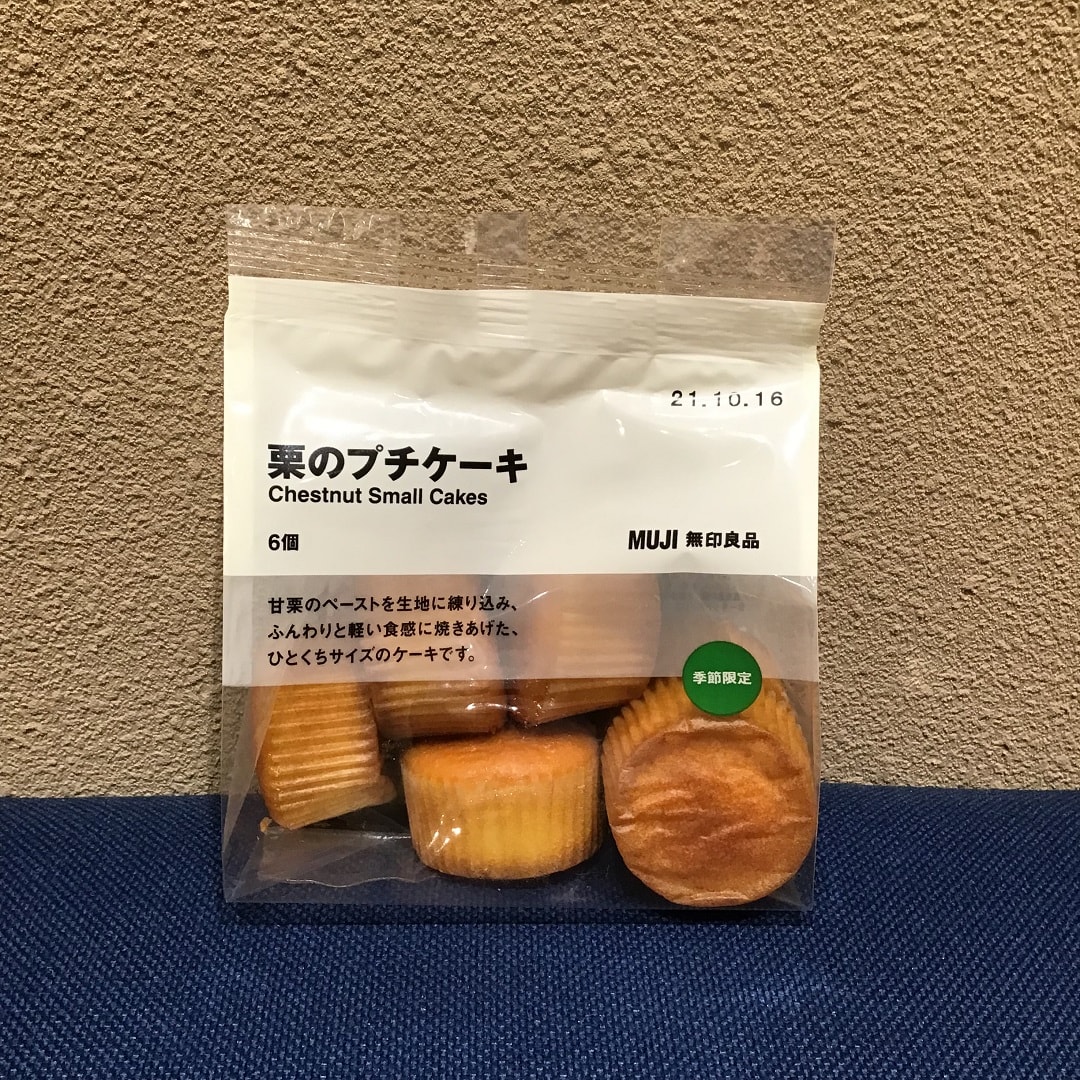 21.10.16
栗のプチケーキ
Chestnut Small Cakes
6個
MUJI 無印良品
甘栗のペーストを生地に練り込み、
ふんわりと軽い食感に焼きあげた、
ひとくちサイズのケーキです。
季節限定